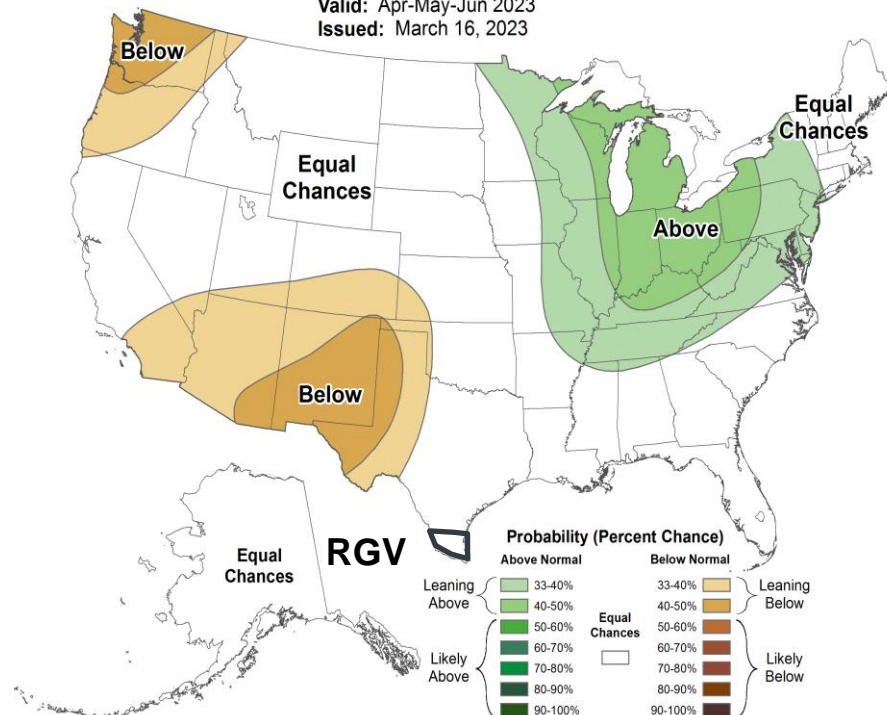 Valid: Apr-May-Jun 2023
Issued: March 16, 2023
Below
Equal
Chances
Equal
Chances
Above
Below
Equal
Chances
RGV
Probability (Percent Chance)
Above Normal
Below Normal
Leaning
Above
33-40%
40-50%
Likely
Above
50-60%
60-70%
70-80%
80-90%
90-100%
Equal
Chances
33-40%
40-50%
Leaning
Below
50-60%
60-70%
70-80%
80-90%
90-100%
Likely
Below